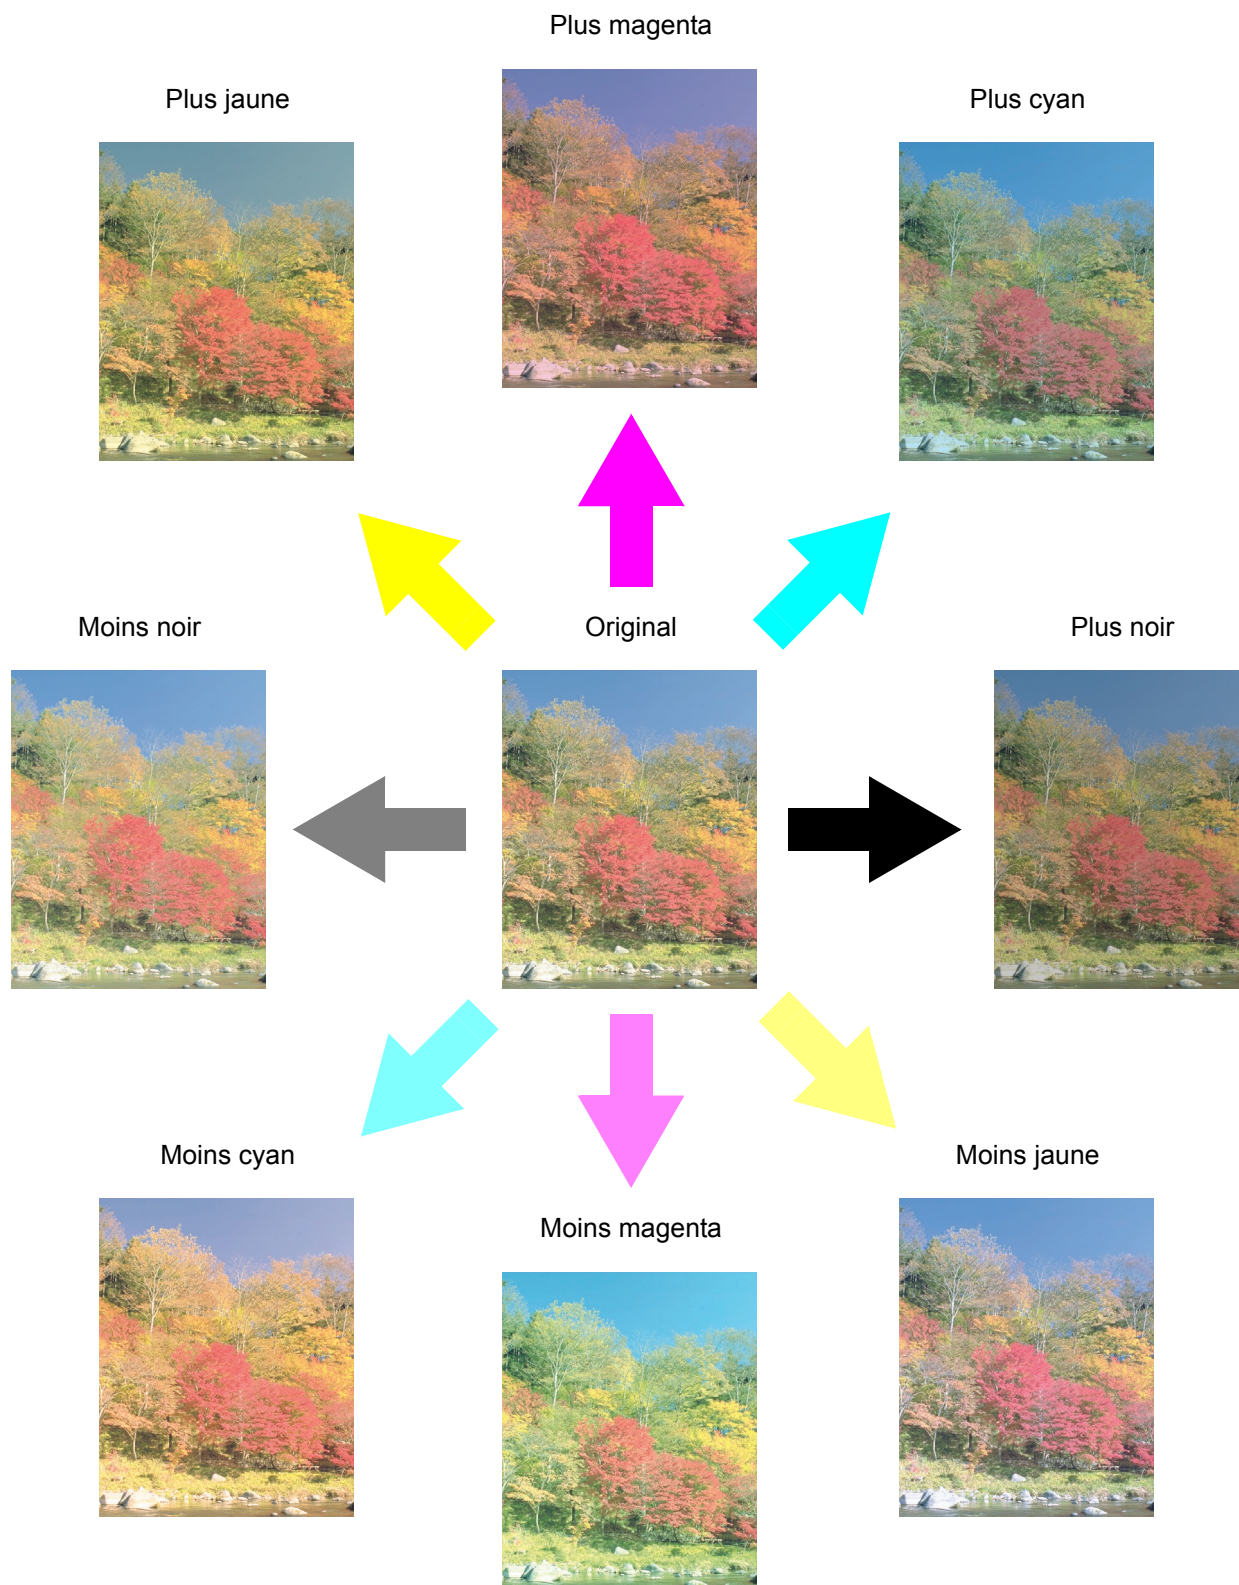 Plus magenta
Plus jaune
Plus cyan
Moins noir
Original
Plus noir
Moins cyan
Moins jaune
Moins magenta